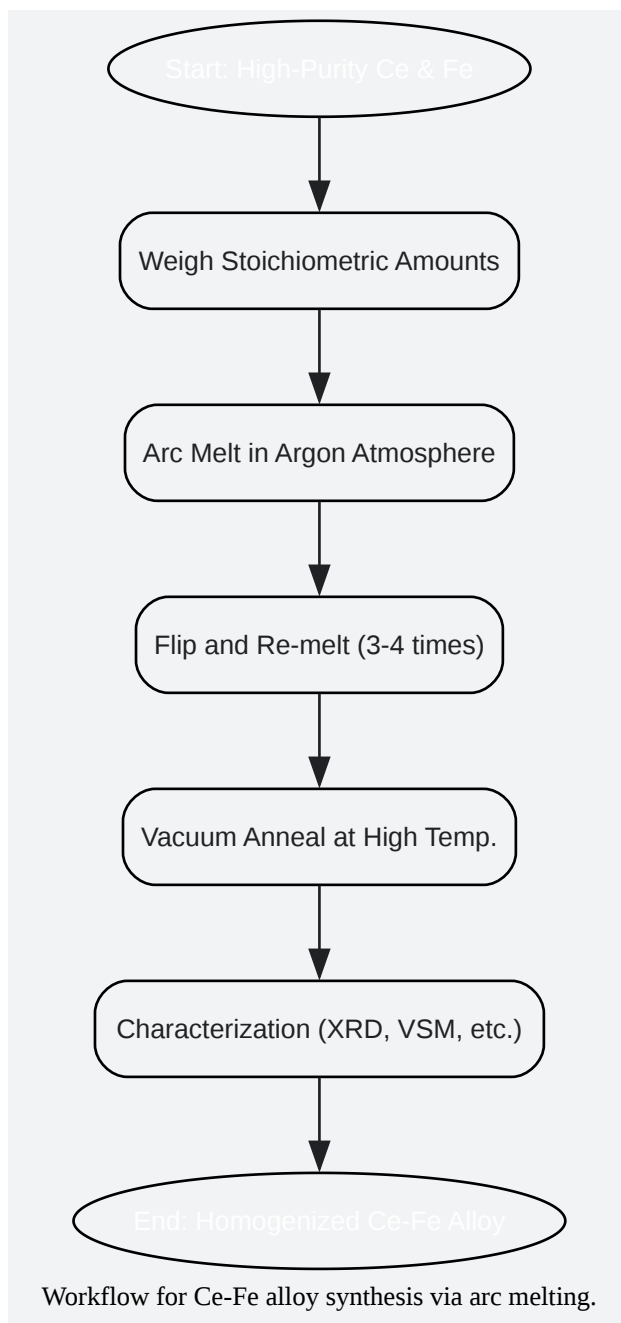 Start: High-Purity Ce & Fe
Weigh Stoichiometric Amounts
Arc Melt in Argon Atmosphere
Flip and Re-melt (3-4 times)
Vacuum Anneal at High Temp.
Characterization (XRD, VSM, etc.)
End: Homogenized Ce-Fe Alloy
Workflow for Ce-Fe alloy synthesis via arc melting.